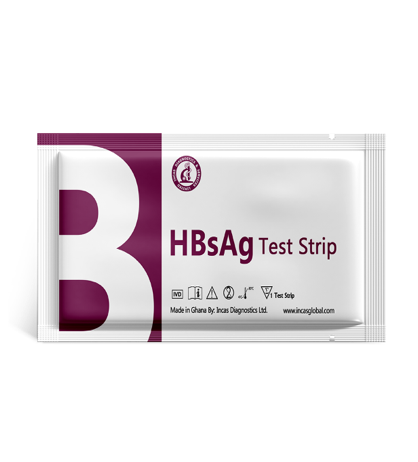 B
HBsAg Test Strip
IVD
1 Test Strip
Made in Ghana By: Incas Diagnostics Ltd.
www.incasglobal.com